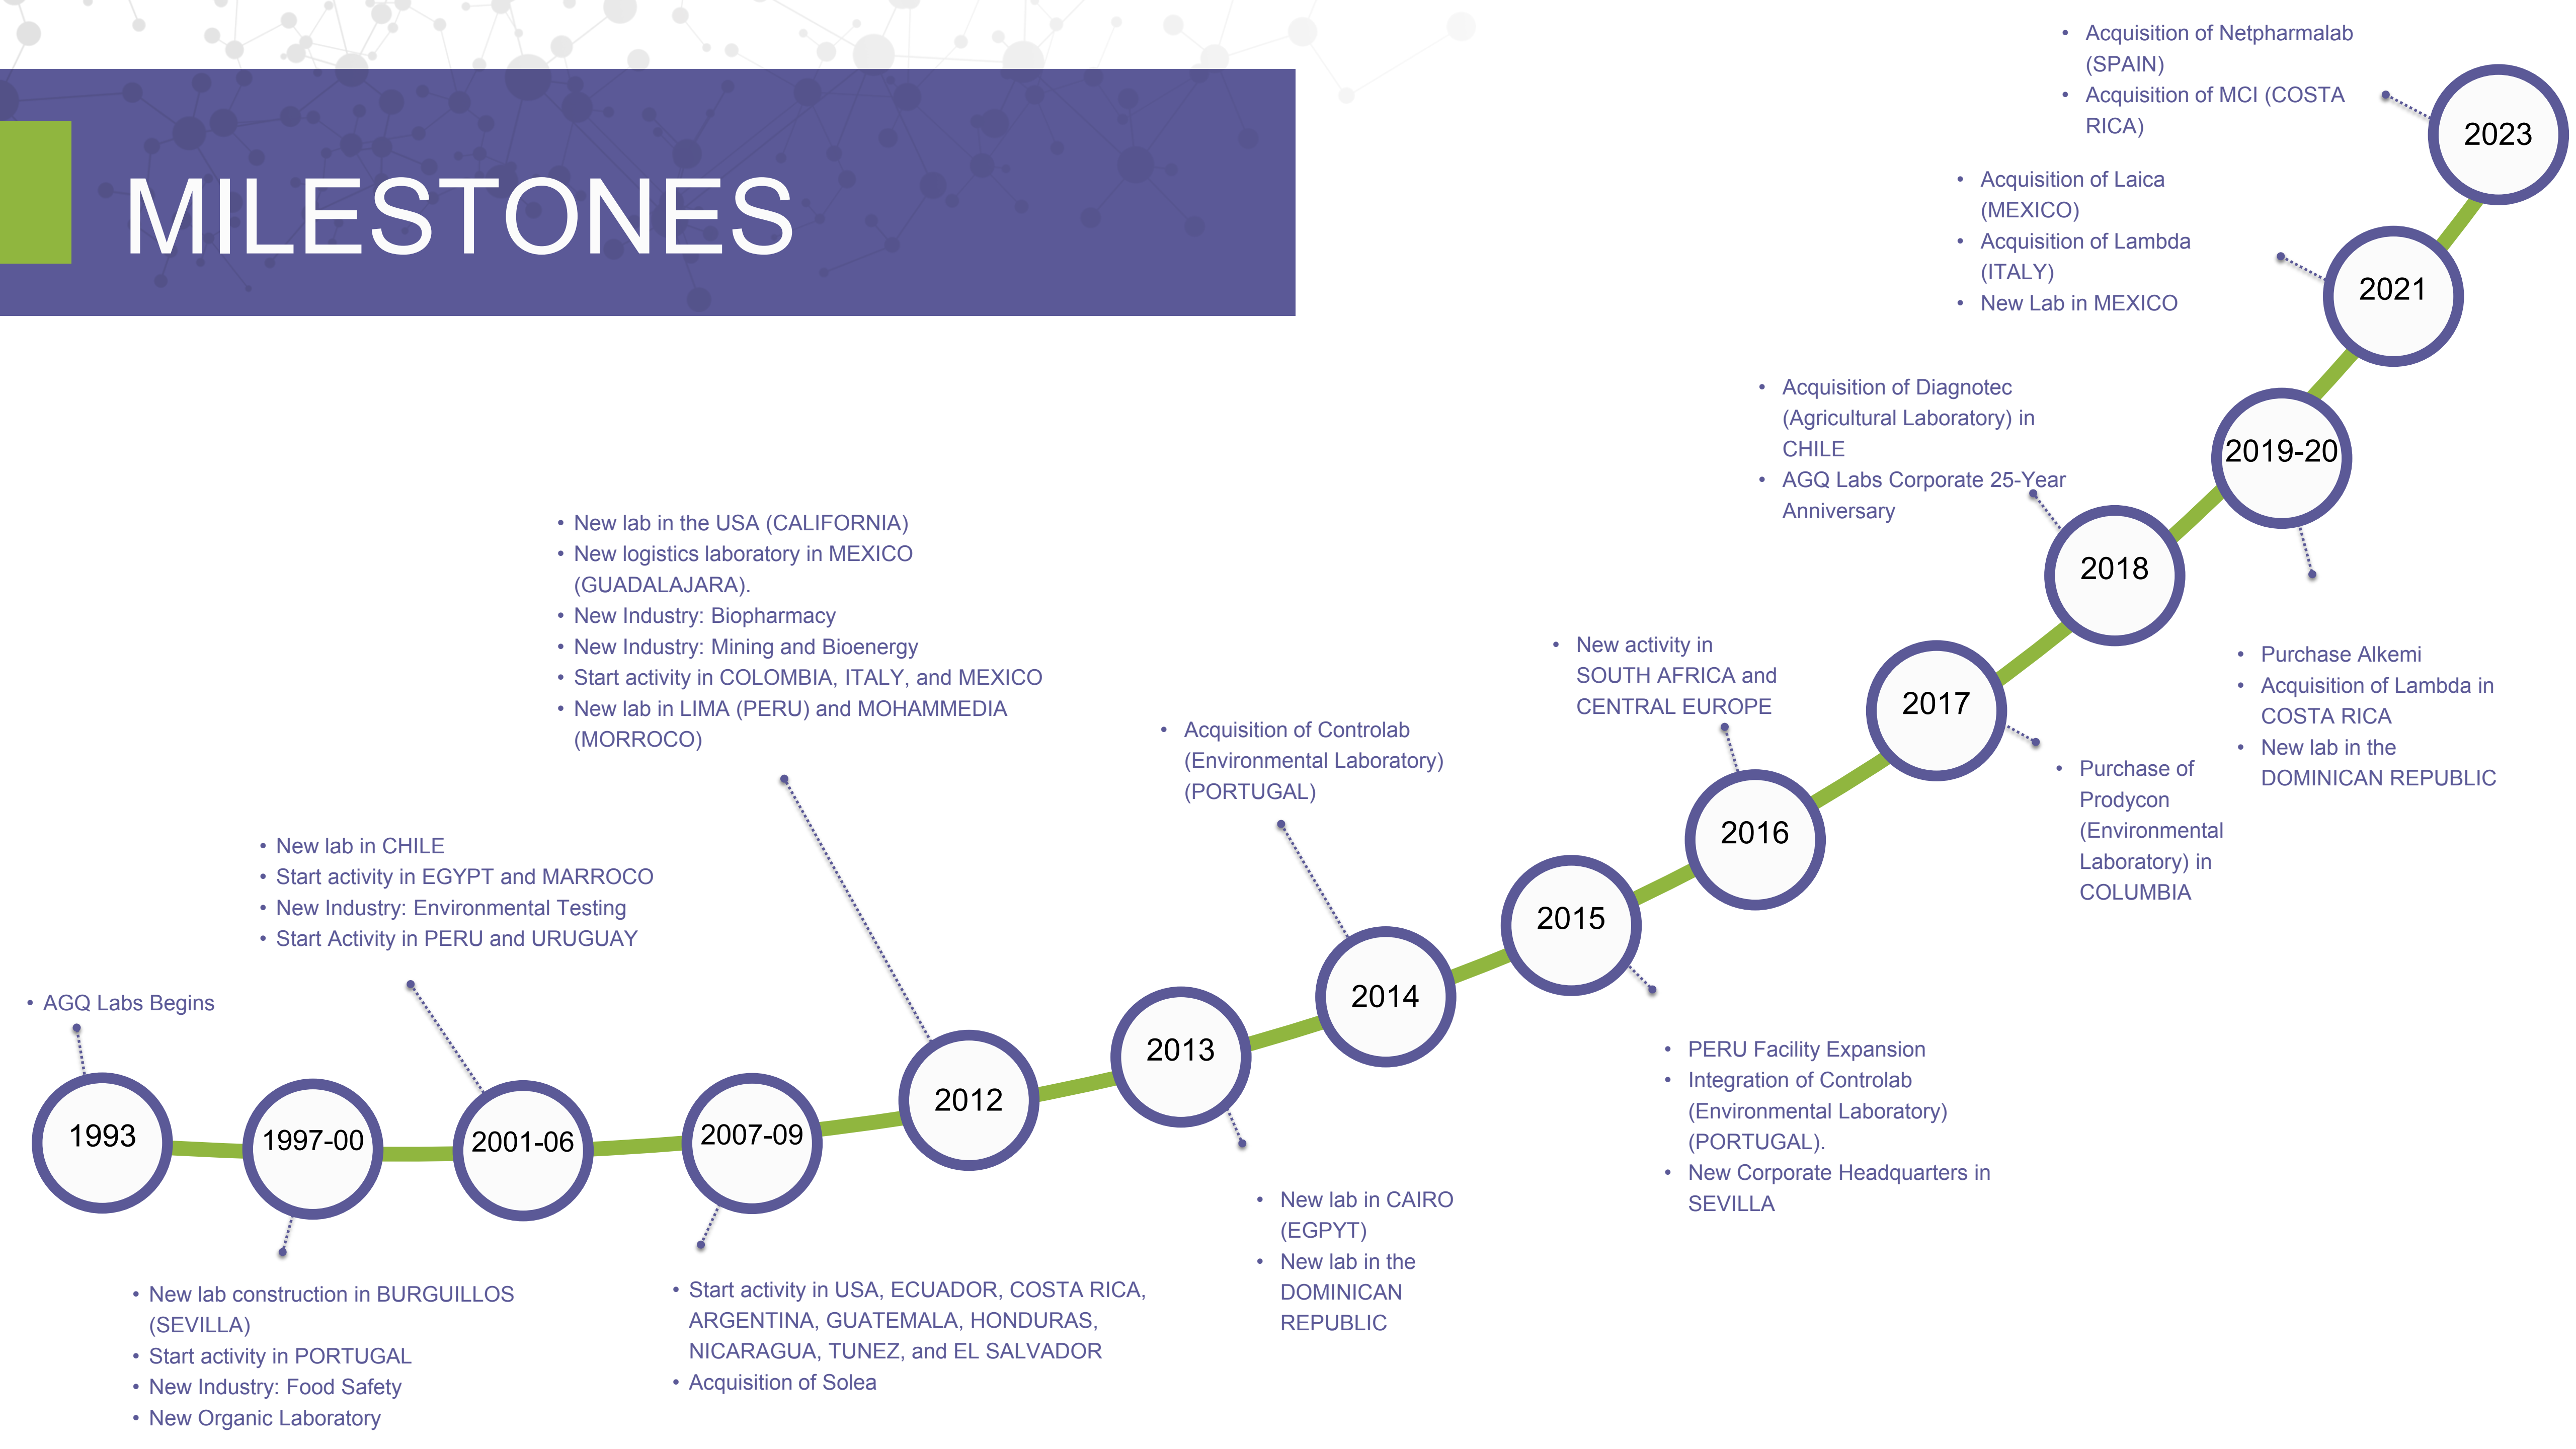 MILESTONES
1993
• AGQ Labs Begins
1997-00
• New lab construction in BURGUILLOS
(SEVILLA)
• Start activity in PORTUGAL
• New Industry: Food Safety
• New Organic Laboratory
2001-06
• New lab in CHILE
• Start activity in EGYPT and MARROCO
• New Industry: Environmental Testing
• Start Activity in PERU and URUGUAY
2007-09
• Start activity in USA, ECUADOR, COSTA RICA,
ARGENTINA, GUATEMALA, HONDURAS,
NICARAGUA, TUNEZ, and EL SALVADOR
• Acquisition of Solea
2012
• New lab in the USA (CALIFORNIA)
• New logistics laboratory in MEXICO
(GUADALAJARA).
• New Industry: Biopharmacy
• New Industry: Mining and Bioenergy
• Start activity in COLOMBIA, ITALY, and MEXICO
• New lab in LIMA (PERU) and MOHAMMEDIA
(MORROCO)
2013
• New lab in CAIRO
(EGPYT)
• New lab in the
DOMINICAN
REPUBLIC
2014
• Acquisition of Controlab
(Environmental Laboratory)
(PORTUGAL)
2015
• PERU Facility Expansion
• Integration of Controlab
(Environmental Laboratory)
(PORTUGAL).
• New Corporate Headquarters in
SEVILLA
2016
• New activity in
SOUTH AFRICA and
CENTRAL EUROPE
2017
• Purchase of
Prodycon
(Environmental
Laboratory) in
COLUMBIA
2018
• Acquisition of Diagnotec
(Agricultural Laboratory) in
CHILE
• AGQ Labs Corporate 25-Year
Anniversary
2019-20
• Purchase Alkemi
• Acquisition of Lambda in
COSTA RICA
• New lab in the
DOMINICAN REPUBLIC
2021
• Acquisition of Laica
(MEXICO)
• Acquisition of Lambda
(ITALY)
• New Lab in MEXICO
2023
• Acquisition of Netpharmalab
(SPAIN)
• Acquisition of MCI (COSTA
RICA)